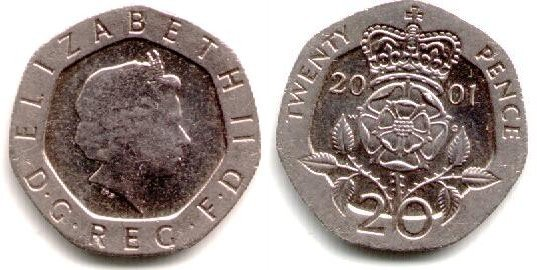 ELIZABETH II
D·G·REG·F·D
TWENTY PENCE
20 01
20